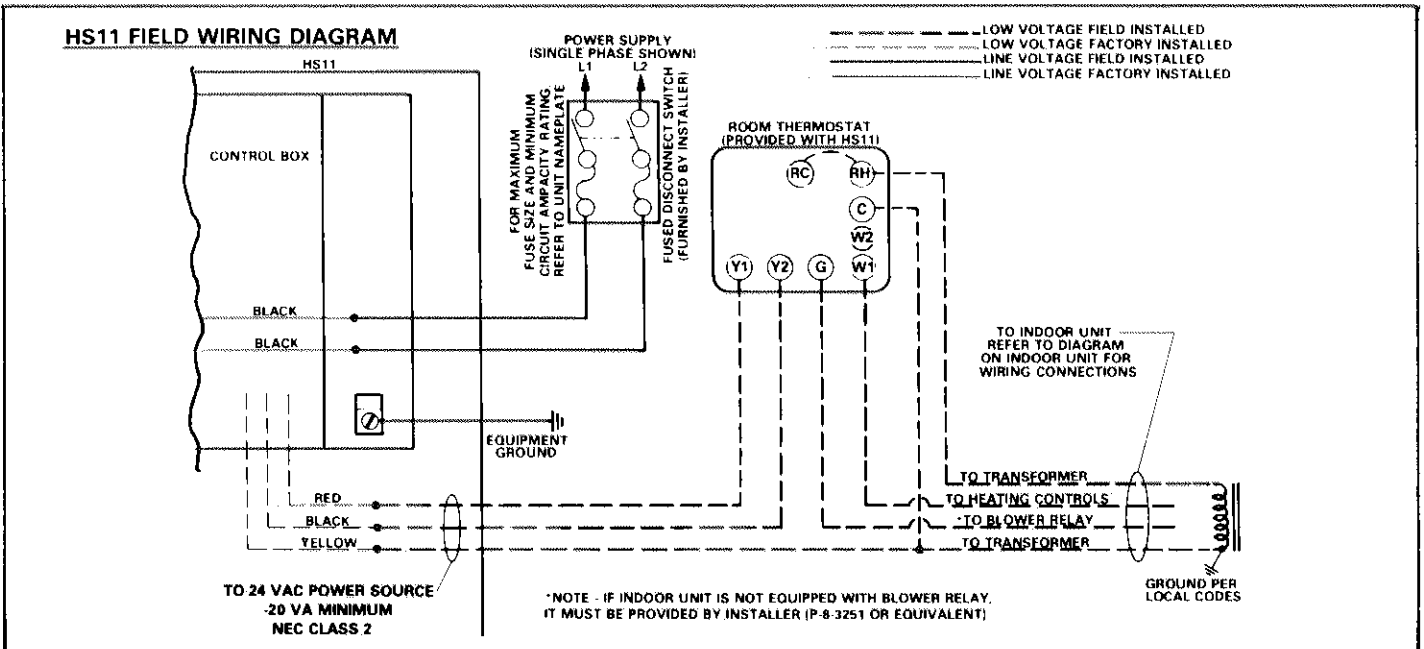 HS11 FIELD WIRING DIAGRAM
HS11
POWER SUPPLY
(SINGLE PHASE SHOWN)
L1
L2
LOW VOLTAGE FIELD INSTALLED
LOW VOLTAGE FACTORY INSTALLED
LINE VOLTAGE FIELD INSTALLED
LINE VOLTAGE FACTORY INSTALLED
FOR MAXIMUM
FUSE SIZE AND MINIMUM
CIRCUIT AMPACITY RATING.
REFER TO UNIT NAMEPLATE
FUSED DISCONNECT SWITCH
(FURNISHED BY INSTALLER)
ROOM THERMOSTAT
(PROVIDED WITH HS11)
RC
RH
C
W2
Y1
Y2
G
W1
CONTROL BOX
BLACK
BLACK
EQUIPMENT
GROUND
TO INDOOR UNIT
REFER TO DIAGRAM
ON INDOOR UNIT FOR
WIRING CONNECTIONS
RED
BLACK
YELLOW
TO TRANSFORMER
TO HEATING CONTROLS
*TO BLOWER RELAY
TO TRANSFORMER
TO 24 VAC POWER SOURCE
-20 VA MINIMUM
NEC CLASS 2
*NOTE - IF INDOOR UNIT IS NOT EQUIPPED WITH BLOWER RELAY,
IT MUST BE PROVIDED BY INSTALLER (P-8-3251 OR EQUIVALENT)
GROUND PER
LOCAL CODES